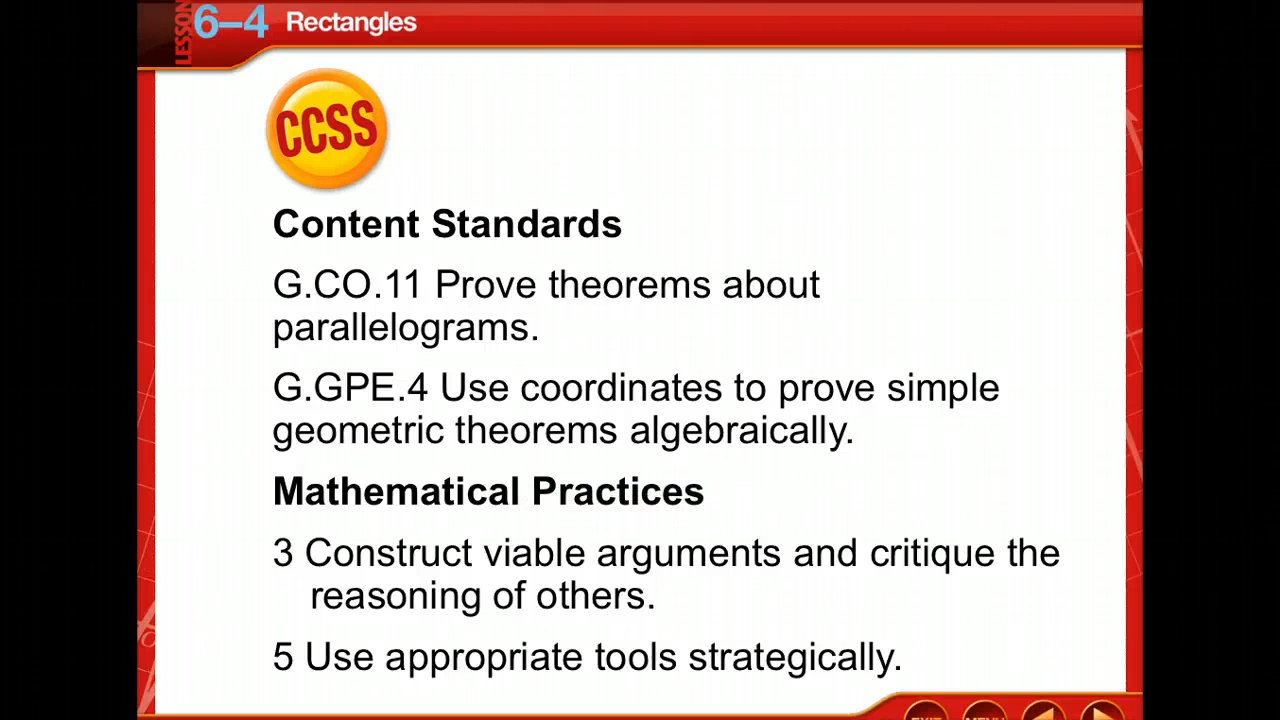 LESSON 6–4 Rectangles
CCSS
Content Standards
G.CO.11 Prove theorems about
parallelograms.
G.GPE.4 Use coordinates to prove simple
geometric theorems algebraically.
Mathematical Practices
3 Construct viable arguments and critique the
reasoning of others.
5 Use appropriate tools strategically.
EXIT MENU